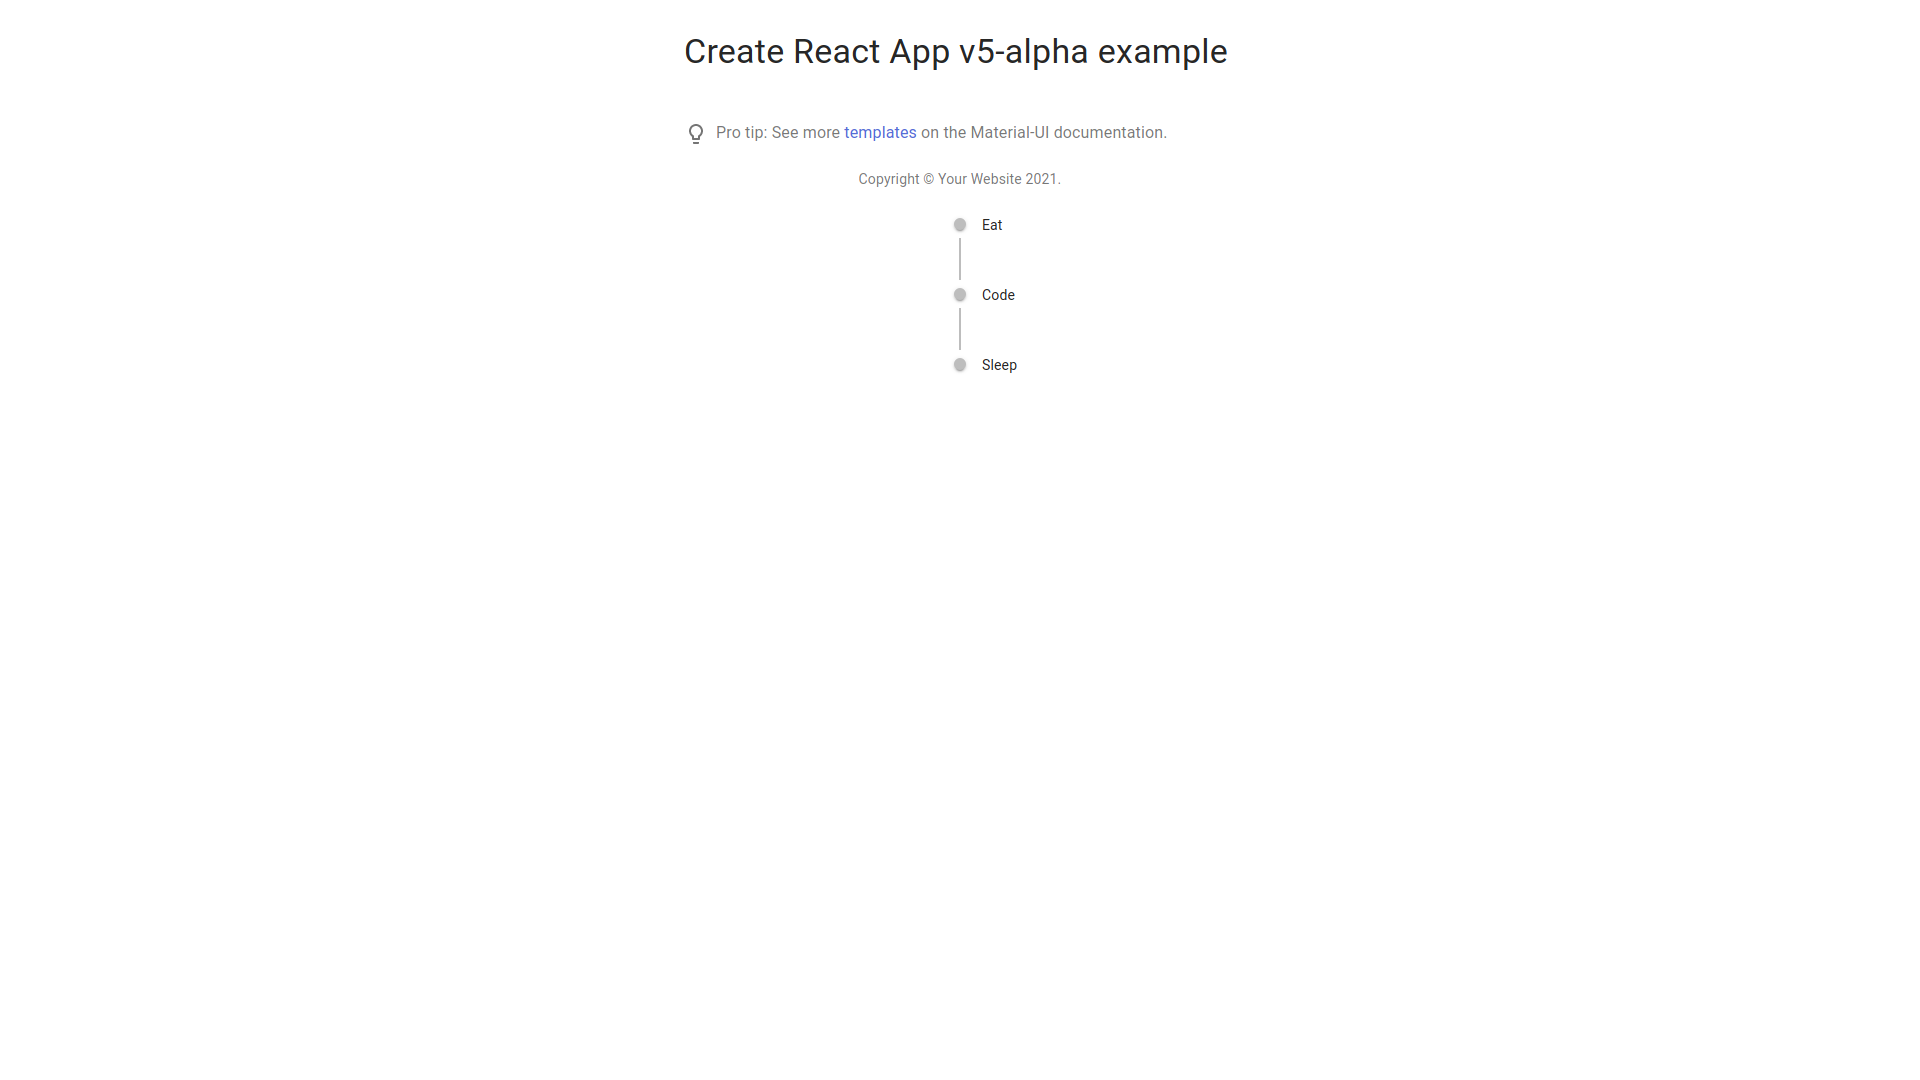 Create React App v5-alpha example
Pro tip: See more templates on the Material-UI documentation.
Copyright © Your Website 2021.
Eat
Code
Sleep